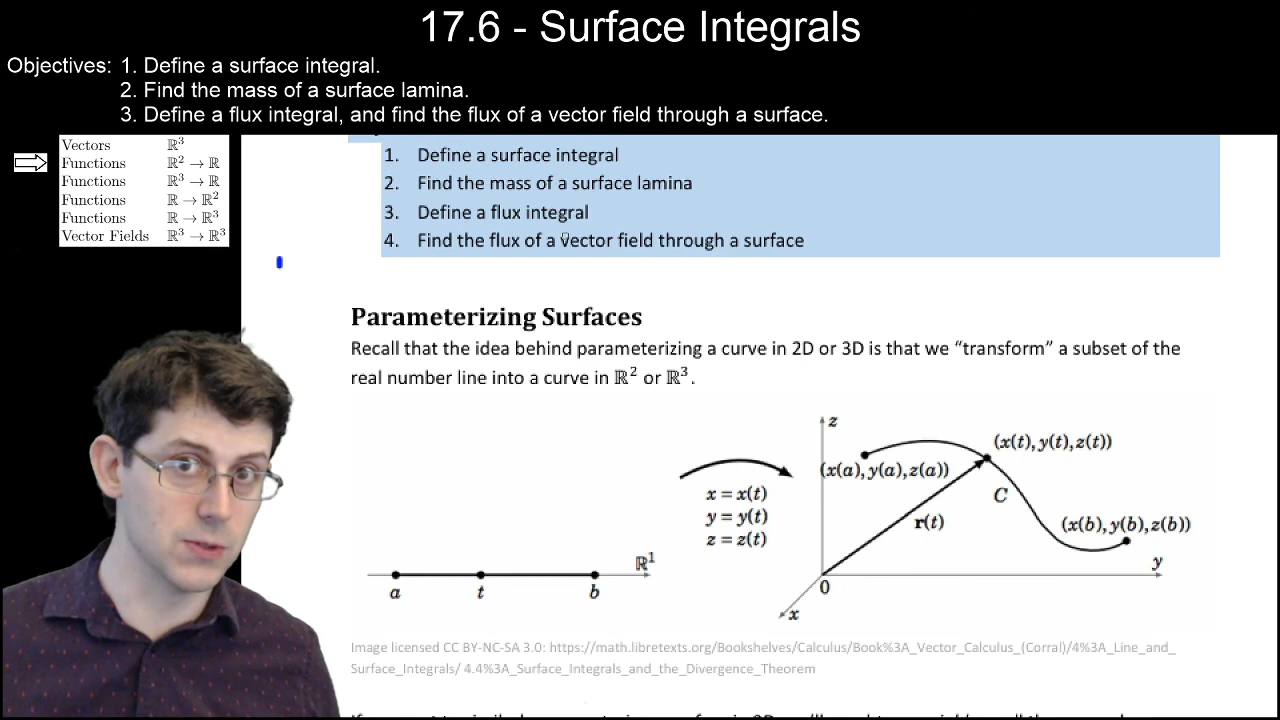 17.6 - Surface Integrals
Objectives: 1. Define a surface integral.
2. Find the mass of a surface lamina.
3. Define a flux integral, and find the flux of a vector field through a surface.
Vectors ℝ³
Functions ℝ² → ℝ
Functions ℝ³ → ℝ
Functions ℝ → ℝ²
Functions ℝ → ℝ³
Vector Fields ℝ³ → ℝ³
1. Define a surface integral
2. Find the mass of a surface lamina
3. Define a flux integral
4. Find the flux of a vector field through a surface
Parameterizing Surfaces
Recall that the idea behind parameterizing a curve in 2D or 3D is that we “transform” a subset of the
real number line into a curve in ℝ² or ℝ³.
ℝ¹
a t b
x = x(t)
y = y(t)
z = z(t)
z
(x(t), y(t), z(t))
(x(a), y(a), z(a))
C
r(t)
(x(b), y(b), z(b))
y
0
x
Image licensed CC BY-NC-SA 3.0: https://math.libretexts.org/Bookshelves/Calculus/Book%3A_Vector_Calculus_(Corral)/4%3A_Line_and_
Surface_Integrals/ 4.4%3A_Surface_Integrals_and_the_Divergence_Theorem